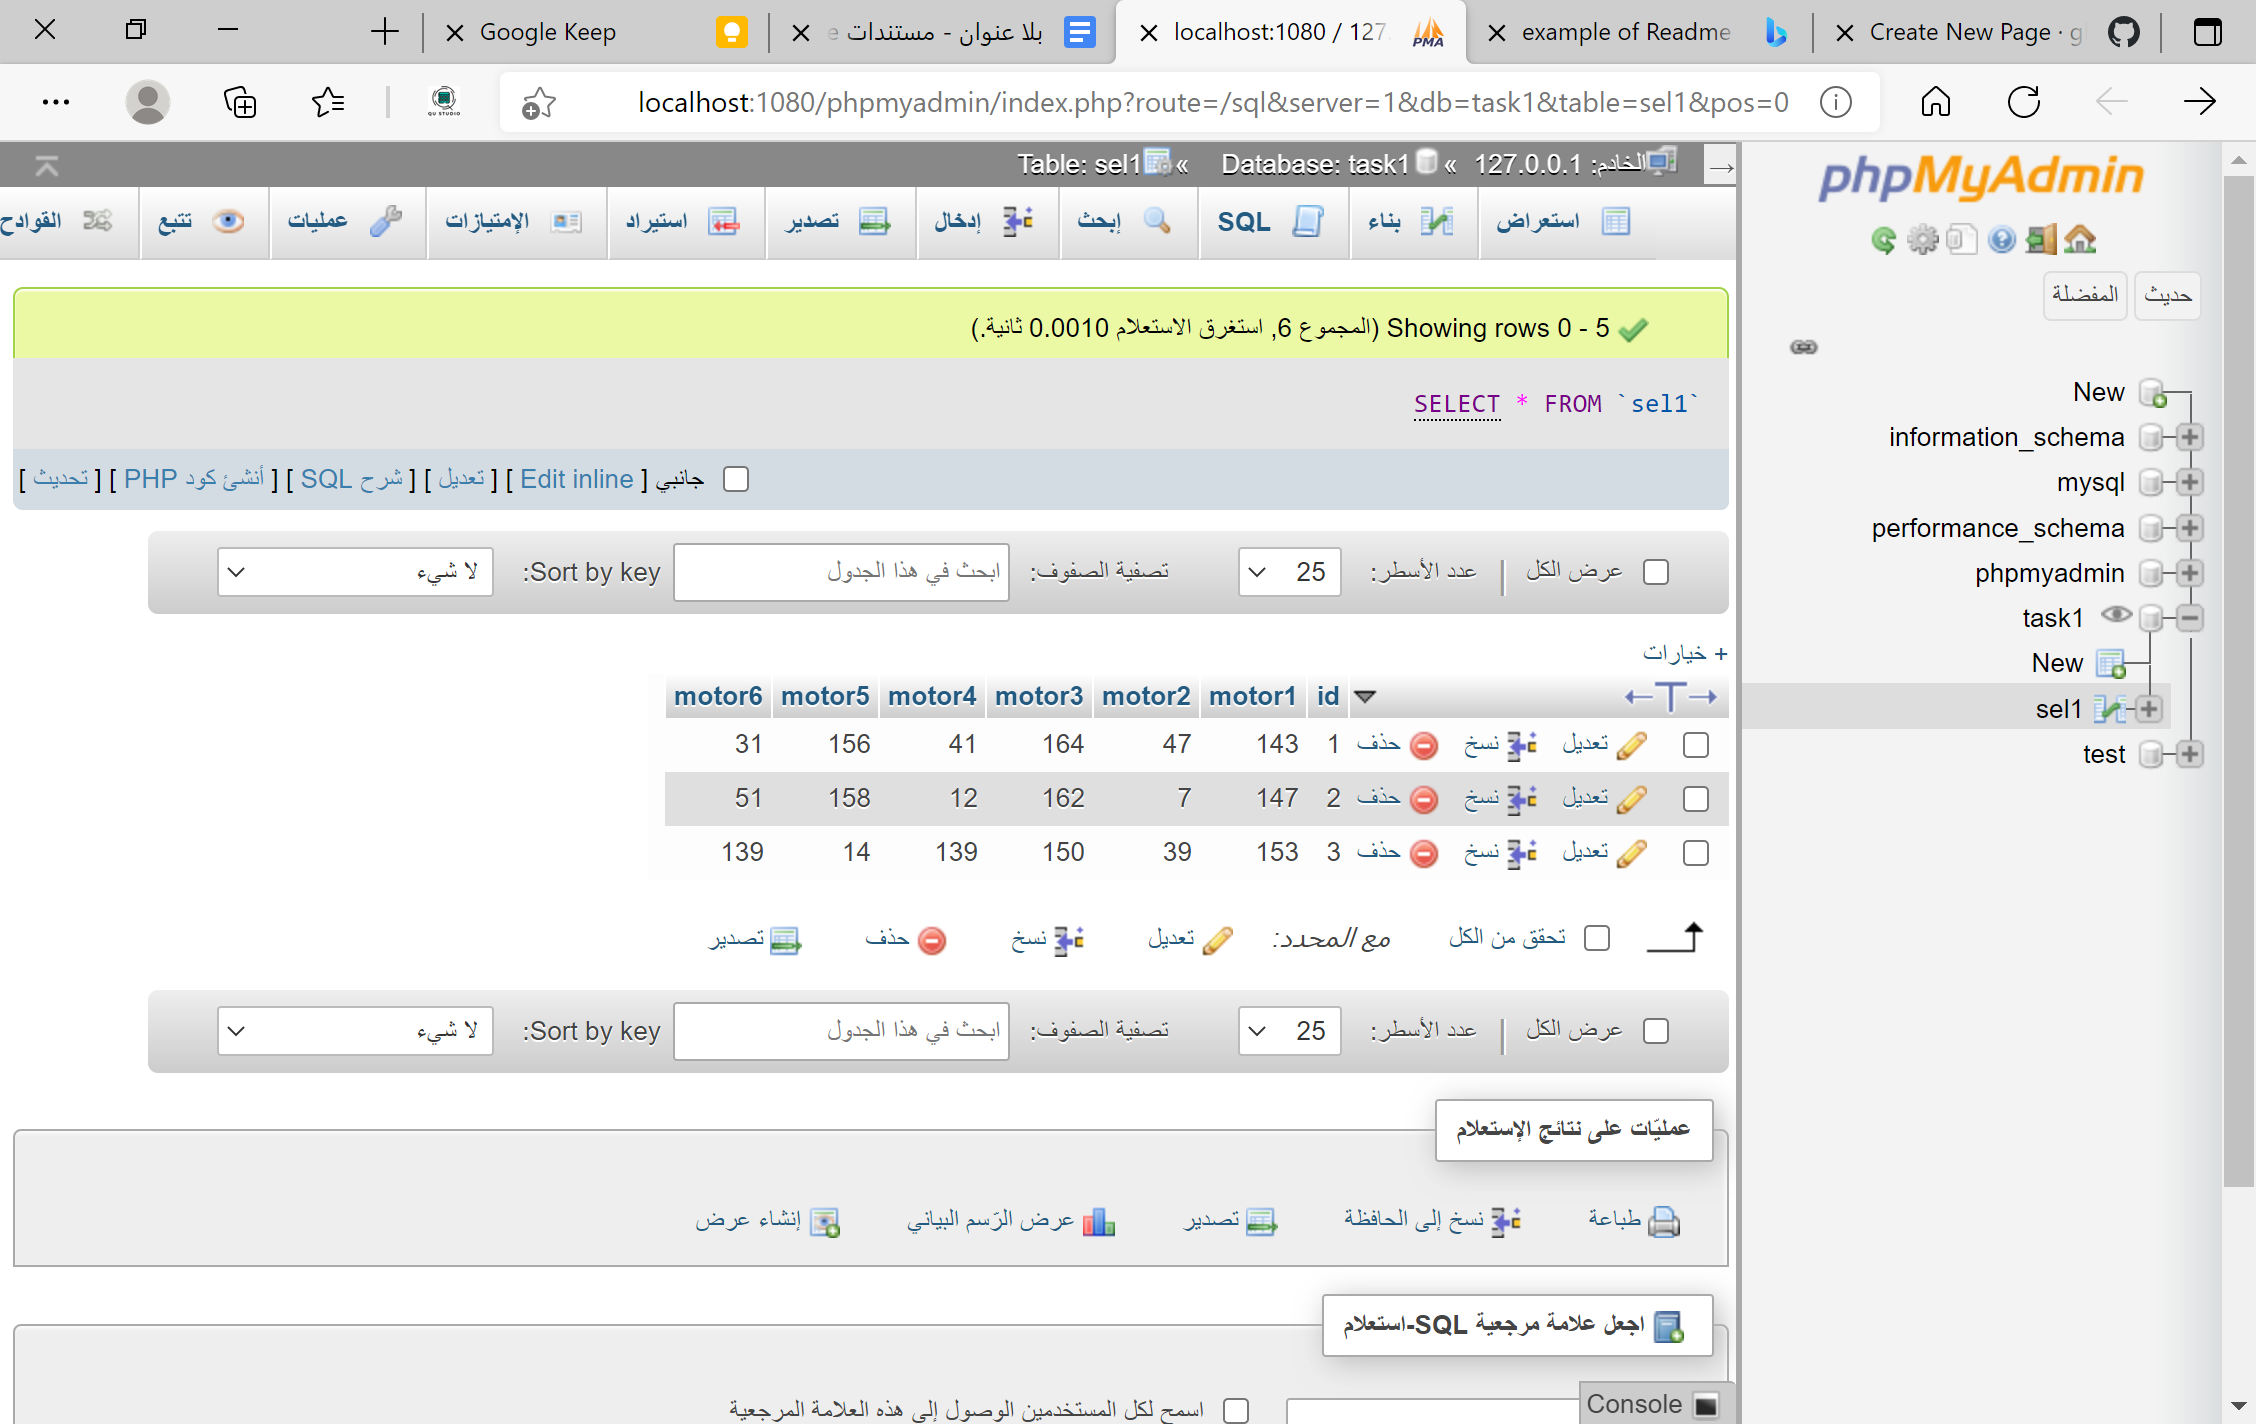 Google Keep
بلا عنوان - مستندات e
localhost:1080 / 127.
example of Readme
Create New Page · g
QU STUDIO
localhost:1080/phpmyadmin/index.php?route=/sql&server=1&db=task1&table=sel1&pos=0
الخادم: 127.0.0.1 » Database: task1 » Table: sel1
استعراض بناء SQL إبحث إدخال تصدير استيراد الإمتيازات عمليات تتبع القوادح
Showing rows 0 - 5 (المجموع 6, استغرق الاستعلام 0.0010 ثانية.)
SELECT * FROM `sel1`
جانبي [ Edit inline ] [ تعديل ] [ شرح SQL ] [ أنشئ كود PHP ] [ تحديث ]
عرض الكل | عدد الأسطر: 25 تصفية الصفوف: ابحث في هذا الجدول Sort by key: لا شيء
+ خيارات
←T→ id motor1 motor2 motor3 motor4 motor5 motor6
تعديل نسخ حذف 1 143 47 164 41 156 31
تعديل نسخ حذف 2 147 7 162 12 158 51
تعديل نسخ حذف 3 153 39 150 139 14 139
تحقق من الكل مع المحدد: تعديل نسخ حذف تصدير
عرض الكل | عدد الأسطر: 25 تصفية الصفوف: ابحث في هذا الجدول Sort by key: لا شيء
عمليّات على نتائج الإستعلام
طباعة نسخ إلى الحافظة تصدير عرض الرّسم البياني إنشاء عرض
اجعل علامة مرجعية SQL-استعلام
اسمح لكل المستخدمين الوصول إلى هذه العلامة المرجعية
Console
phpMyAdmin
حديث المفضلة
New
information_schema
mysql
performance_schema
phpmyadmin
task1
New
sel1
test